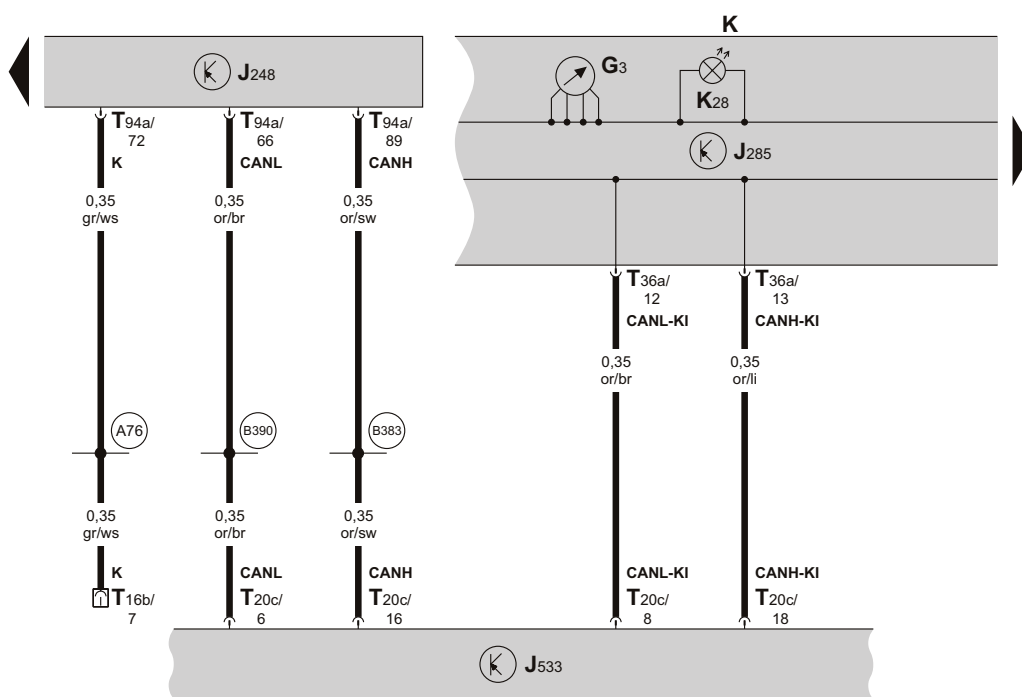 K
J248
G3
K28
J285
T94a/
72
K
T94a/
66
CANL
T94a/
89
CANH
0,35
gr/ws
0,35
or/br
0,35
or/sw
T36a/
12
CANL-KI
T36a/
13
CANH-KI
0,35
or/br
0,35
or/li
A76
B390
B383
0,35
gr/ws
0,35
or/br
0,35
or/sw
K
T16b/
7
CANL
T20c/
6
CANH
T20c/
16
CANL-KI
T20c/
8
CANH-KI
T20c/
18
J533